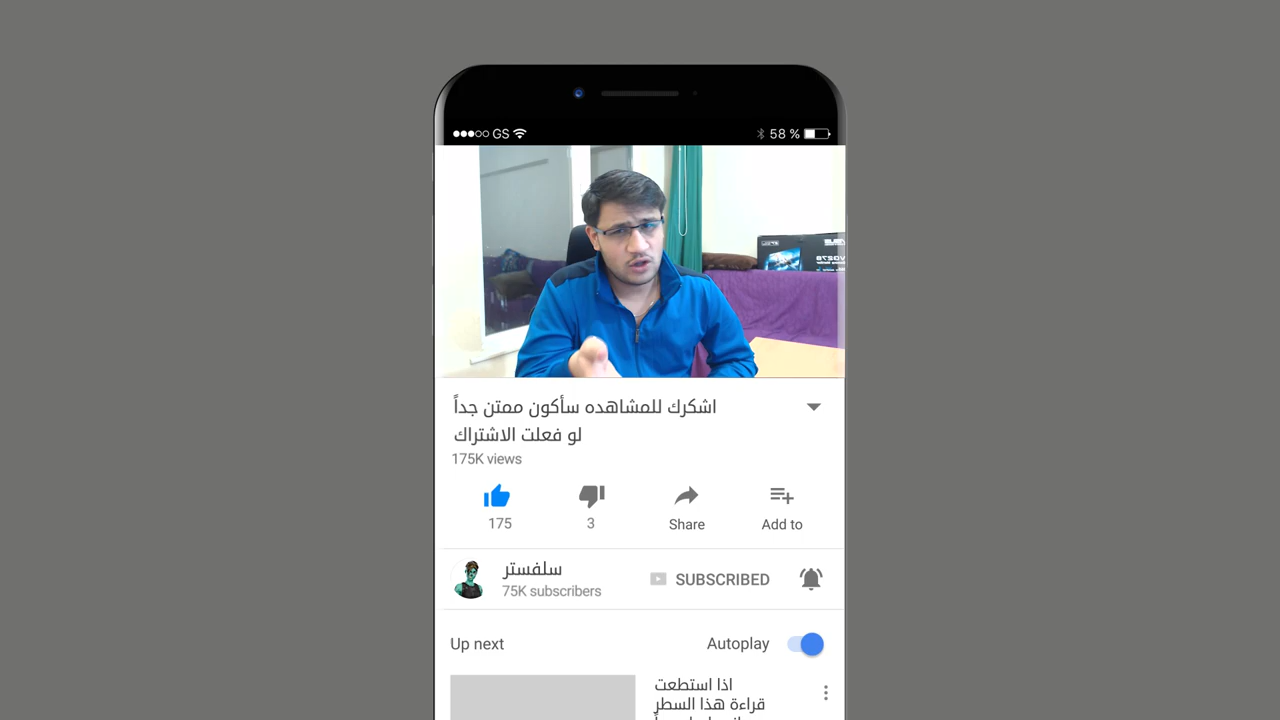 GS 58 %
اشكرك للمشاهده سأكون ممتن جداً
لو فعلت الاشتراك
175K views
175 3 Share Add to
سلفستر
75K subscribers
SUBSCRIBED
Up next Autoplay
اذا استطعت
قراءة هذا السطر